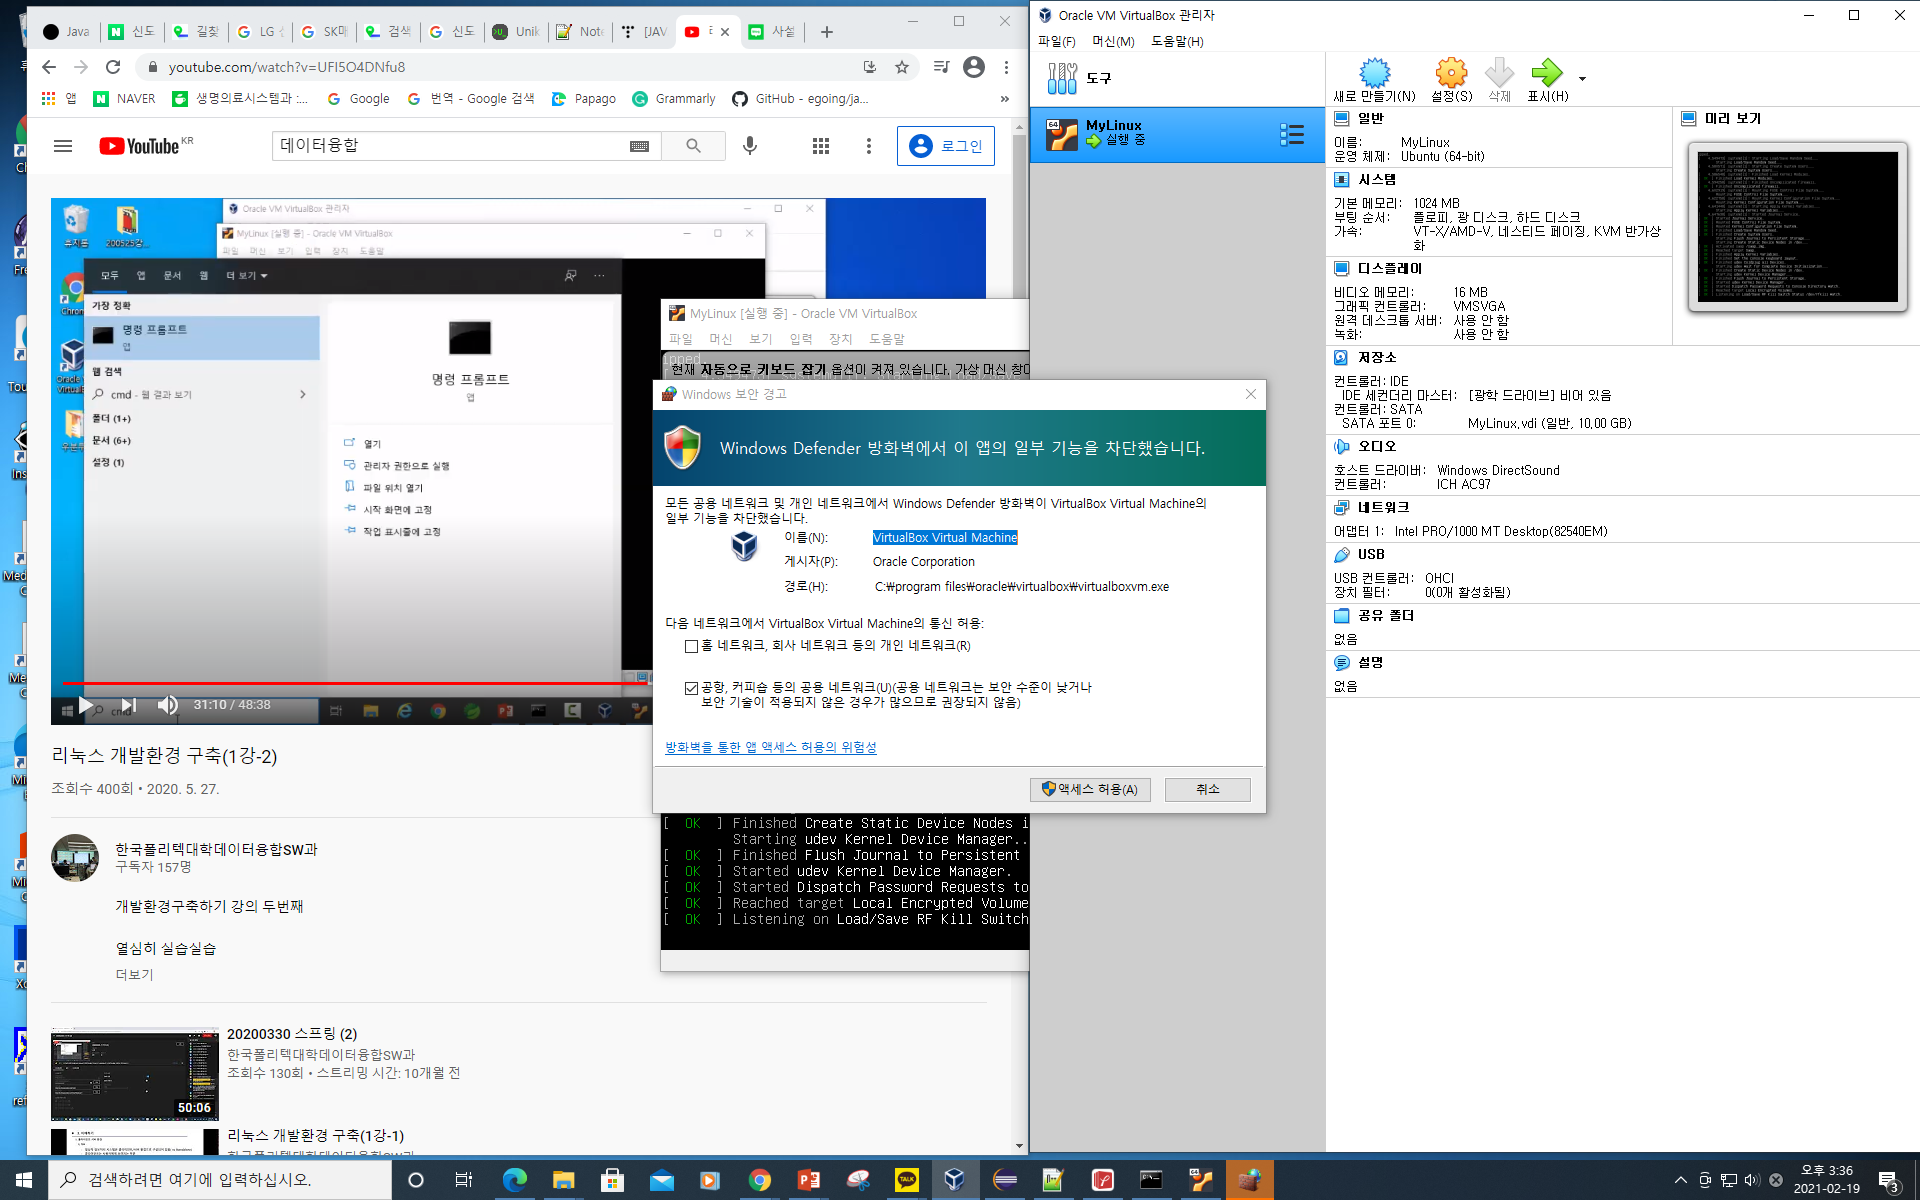 Java
신도
길찾
LG
SK머
검색
신도
Unik
Note
[JAV
사설
youtube.com/watch?v=UFI5O4DNfu8
앱
NAVER
생명의료시스템과 :...
Google
번역 - Google 검색
Papago
Grammarly
GitHub - egoing/ja...
YouTube KR
데이터융합
로그인
Oracle VM VirtualBox 관리자
MyLinux [실행 중] - Oracle VM VirtualBox
파일 머신 보기 입력 장치 도움말
휴지통
모두 앱 문서 웹 더 보기
가장 정확
명령 프롬프트
앱
웹 검색
cmd - 웹 결과 보기
폴더 (1+)
문서 (6+)
설정 (1)
명령 프롬프트
앱
열기
관리자 권한으로 실행
파일 위치 열기
시작 화면에 고정
작업 표시줄에 고정
31:10 / 48:38
리눅스 개발환경 구축(1강-2)
조회수 400회 • 2020. 5. 27.
한국폴리텍대학데이터융합SW과
구독자 157명
개발환경구축하기 강의 두번째
열심히 실습실습
더보기
20200330 스프링 (2)
한국폴리텍대학데이터융합SW과
조회수 130회 • 스트리밍 시간: 10개월 전
50:06
리눅스 개발환경 구축(1강-1)
MyLinux [실행 중] - Oracle VM VirtualBox
파일 머신 보기 입력 장치 도움말
현재 자동으로 키보드 잡기 옵션이 켜져 있습니다. 가상 머신 창이
Windows 보안 경고
Windows Defender 방화벽에서 이 앱의 일부 기능을 차단했습니다.
모든 공용 네트워크 및 개인 네트워크에서 Windows Defender 방화벽이 VirtualBox Virtual Machine의
일부 기능을 차단했습니다.
이름(N): VirtualBox Virtual Machine
게시자(P): Oracle Corporation
경로(H): C:₩program files₩oracle₩virtualbox₩virtualboxvm.exe
다음 네트워크에서 VirtualBox Virtual Machine의 통신 허용:
홈 네트워크, 회사 네트워크 등의 개인 네트워크(R)
공항, 커피숍 등의 공용 네트워크(U)(공용 네트워크는 보안 수준이 낮거나
보안 기술이 적용되지 않은 경우가 많으므로 권장되지 않음)
방화벽을 통한 앱 액세스 허용의 위험성
액세스 허용(A)
취소
[ OK ] Finished Create Static Device Nodes i
Starting udev Kernel Device Manager..
[ OK ] Finished Flush Journal to Persistent
[ OK ] Started udev Kernel Device Manager.
[ OK ] Started Dispatch Password Requests to
[ OK ] Reached target Local Encrypted Volume
[ OK ] Listening on Load/Save RF Kill Switch
Oracle VM VirtualBox 관리자
파일(F) 머신(M) 도움말(H)
도구
새로 만들기(N) 설정(S) 삭제 표시(H)
MyLinux
실행 중
일반
이름: MyLinux
운영 체제: Ubuntu (64-bit)
시스템
기본 메모리: 1024 MB
부팅 순서: 플로피, 광 디스크, 하드 디스크
가속: VT-X/AMD-V, 네스티드 페이징, KVM 반가상
화
디스플레이
비디오 메모리: 16 MB
그래픽 컨트롤러: VMSVGA
원격 데스크톱 서버: 사용 안 함
녹화: 사용 안 함
미리 보기
저장소
컨트롤러: IDE
IDE 세컨더리 마스터: [광학 드라이브] 비어 있음
컨트롤러: SATA
SATA 포트 0: MyLinux.vdi (일반, 10.00 GB)
오디오
호스트 드라이버: Windows DirectSound
컨트롤러: ICH AC97
네트워크
어댑터 1: Intel PRO/1000 MT Desktop(82540EM)
USB
USB 컨트롤러: OHCI
장치 필터: 0(0개 활성화됨)
공유 폴더
없음
설명
없음
검색하려면 여기에 입력하십시오.
오후 3:36
2021-02-19
3